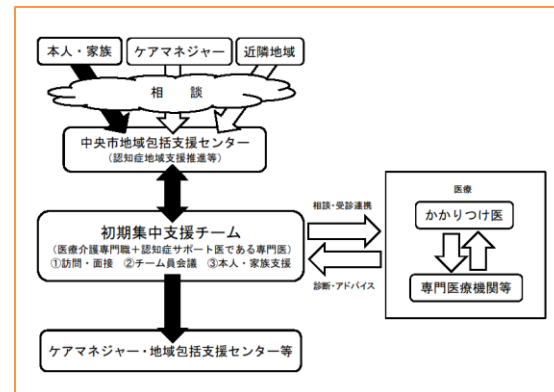 本人・家族
ケアマネジャー
近隣地域
相　談
中央市地域包括支援センター
（認知症地域支援推進等）
初期集中支援チーム
（医療介護専門職＋認知症サポート医である専門医）
①訪問・面接　②チーム員会議　③本人・家族支援
相談・受診連携
診断・アドバイス
医療
かかりつけ医
専門医療機関等
ケアマネジャー・地域包括支援センター等